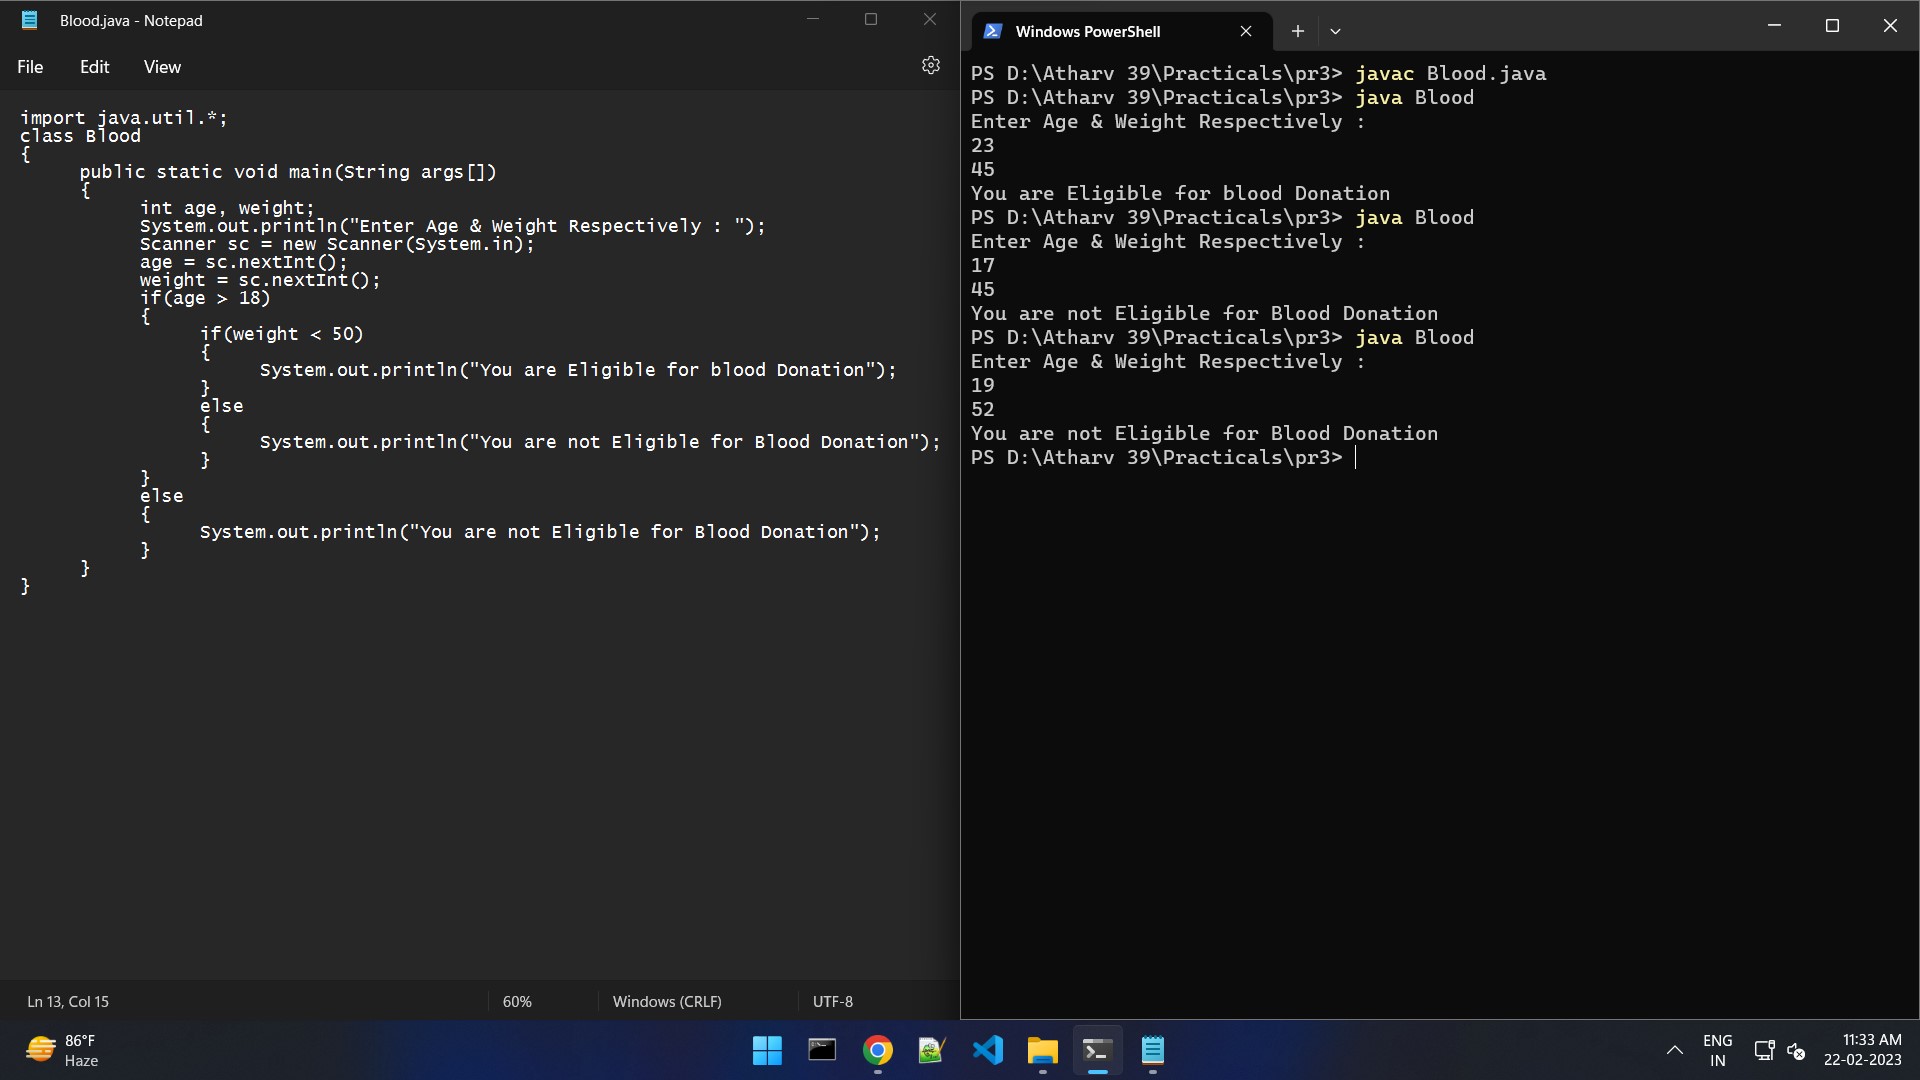 Blood.java - Notepad
File Edit View
import java.util.*;
class Blood
{
public static void main(String args[])
{
int age, weight;
System.out.println("Enter Age & Weight Respectively : ");
Scanner sc = new Scanner(System.in);
age = sc.nextInt();
weight = sc.nextInt();
if(age > 18)
{
if(weight < 50)
{
System.out.println("You are Eligible for blood Donation");
}
else
{
System.out.println("You are not Eligible for Blood Donation");
}
}
else
{
System.out.println("You are not Eligible for Blood Donation");
}
}
}
Ln 13, Col 15 60% Windows (CRLF) UTF-8
Windows PowerShell
PS D:\Atharv 39\Practicals\pr3> javac Blood.java
PS D:\Atharv 39\Practicals\pr3> java Blood
Enter Age & Weight Respectively :
23
45
You are Eligible for blood Donation
PS D:\Atharv 39\Practicals\pr3> java Blood
Enter Age & Weight Respectively :
17
45
You are not Eligible for Blood Donation
PS D:\Atharv 39\Practicals\pr3> java Blood
Enter Age & Weight Respectively :
19
52
You are not Eligible for Blood Donation
PS D:\Atharv 39\Practicals\pr3>
86°F
Haze
ENG
IN
11:33 AM
22-02-2023